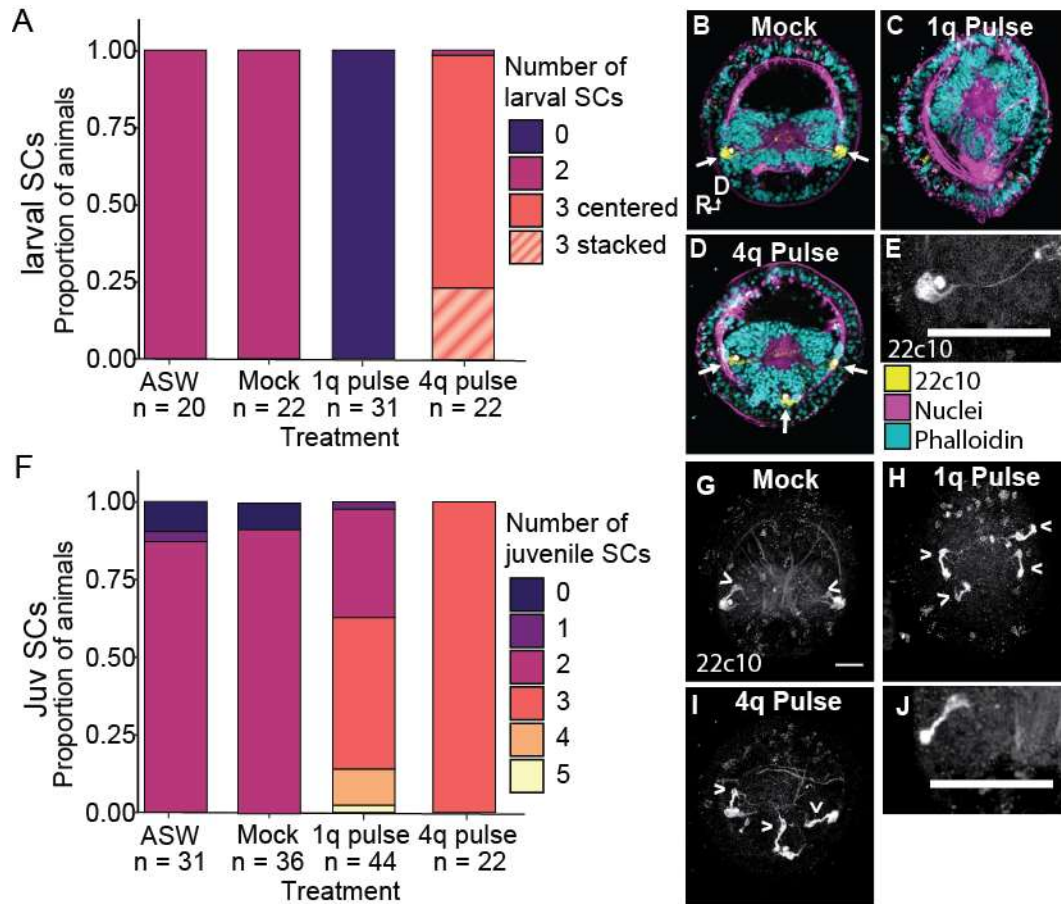 A
larval SCs
Proportion of animals
1.00
0.75
0.50
0.25
0.00
ASW
n = 20
Mock
n = 22
1q pulse
n = 31
4q pulse
n = 22
Treatment
Number of
larval SCs
0
2
3 centered
3 stacked
B Mock
R D
C 1q Pulse
D 4q Pulse
E
22c10
22c10
Nuclei
Phalloidin
F
Juv SCs
Proportion of animals
1.00
0.75
0.50
0.25
0.00
ASW
n = 31
Mock
n = 36
1q pulse
n = 44
4q pulse
n = 22
Treatment
Number of
juvenile SCs
0
1
2
3
4
5
G Mock
22c10
H 1q Pulse
I 4q Pulse
J